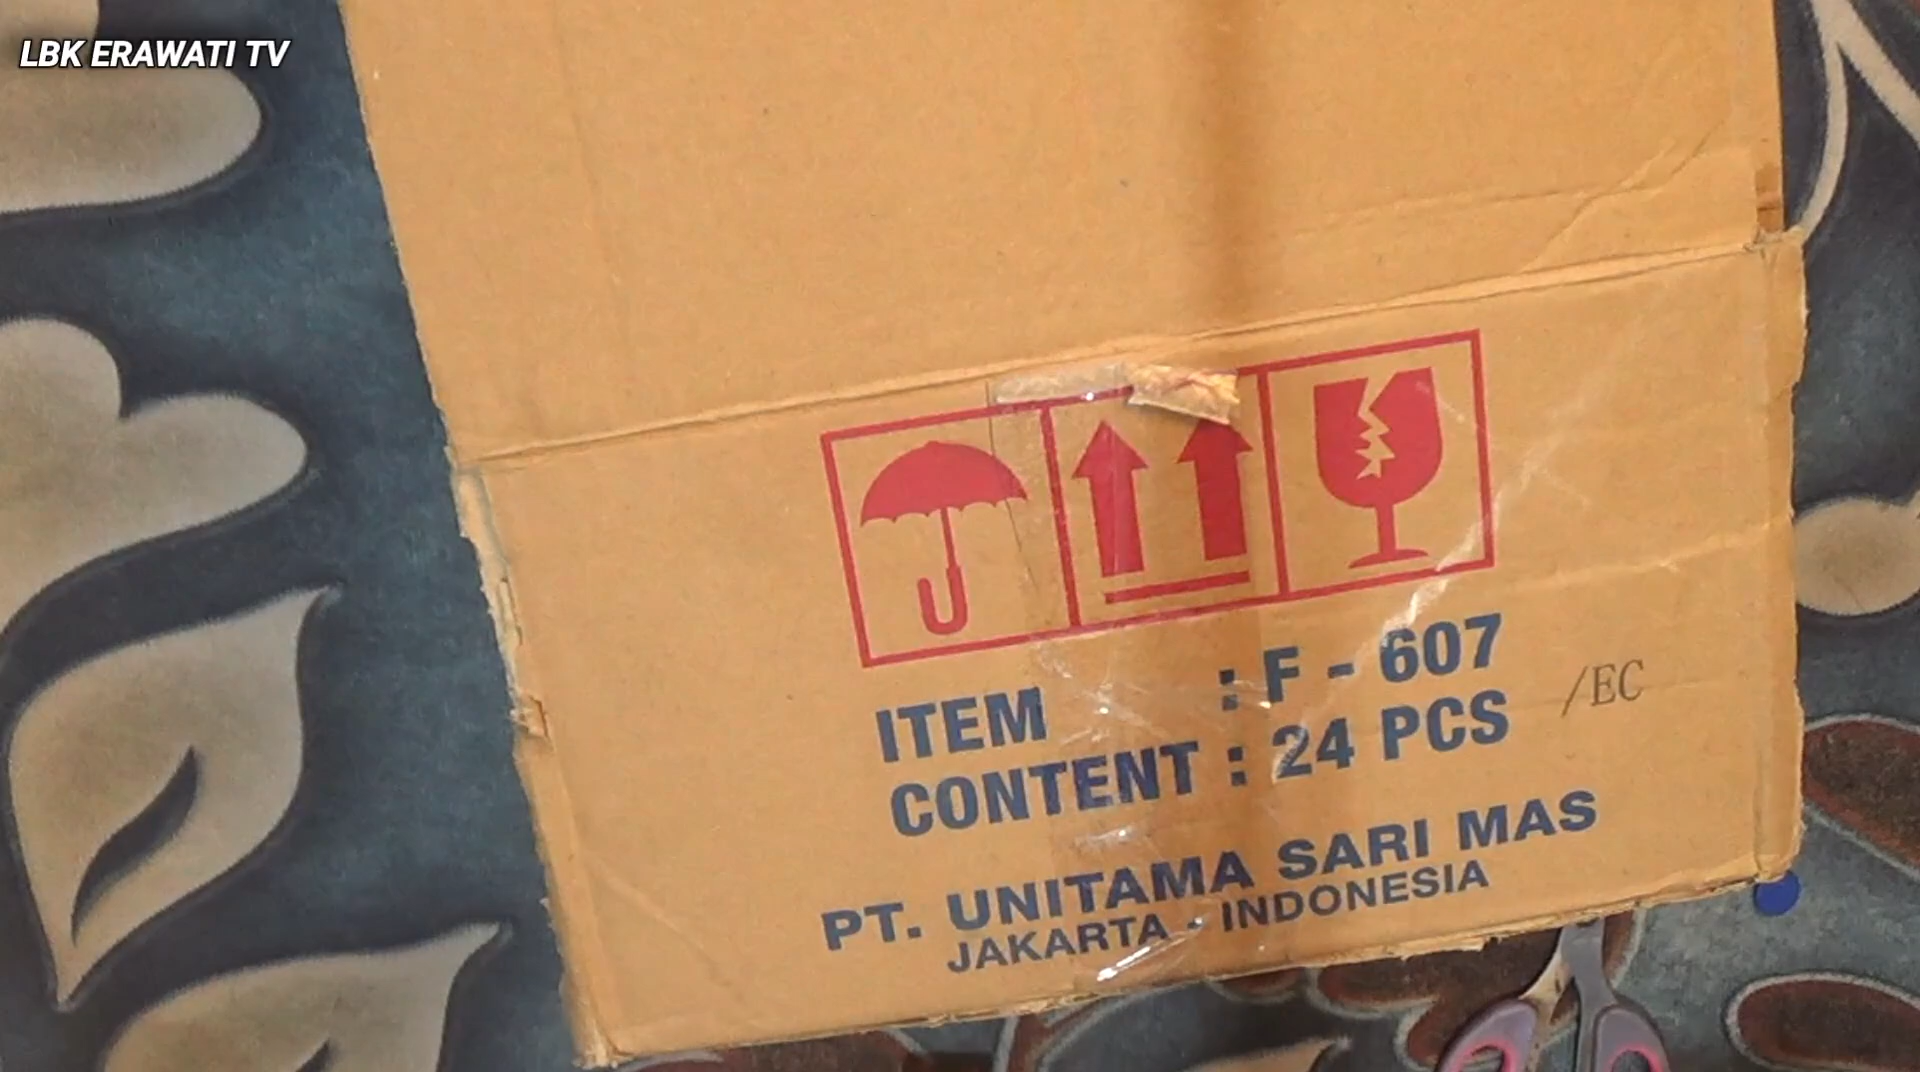 LBK ERAWATI TV
ITEM : F - 607
/EC
CONTENT : 24 PCS
PT. UNITAMA SARI MAS
JAKARTA - INDONESIA